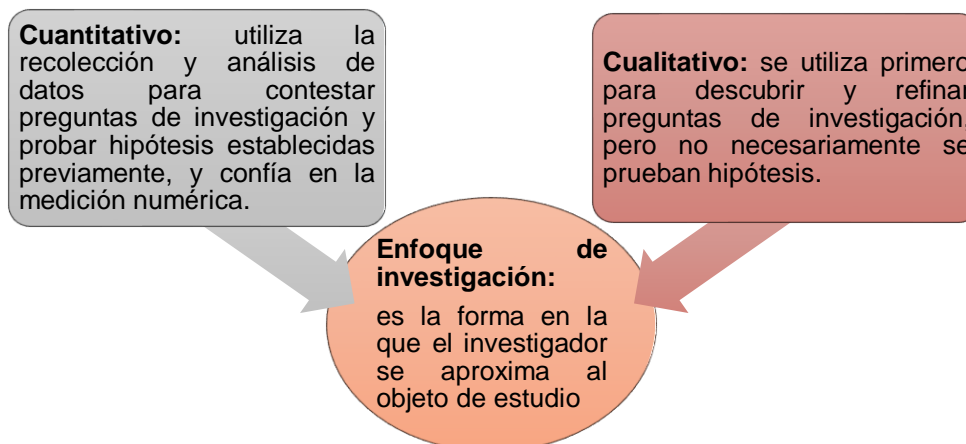 Cuantitativo: utiliza la
recolección y análisis de
datos para contestar
preguntas de investigación y
probar hipótesis establecidas
previamente, y confía en la
medición numérica.
Cualitativo: se utiliza primero
para descubrir y refinar
preguntas de investigación,
pero no necesariamente se
prueban hipótesis.
Enfoque de
investigación:
es la forma en la
que el investigador
se aproxima al
objeto de estudio